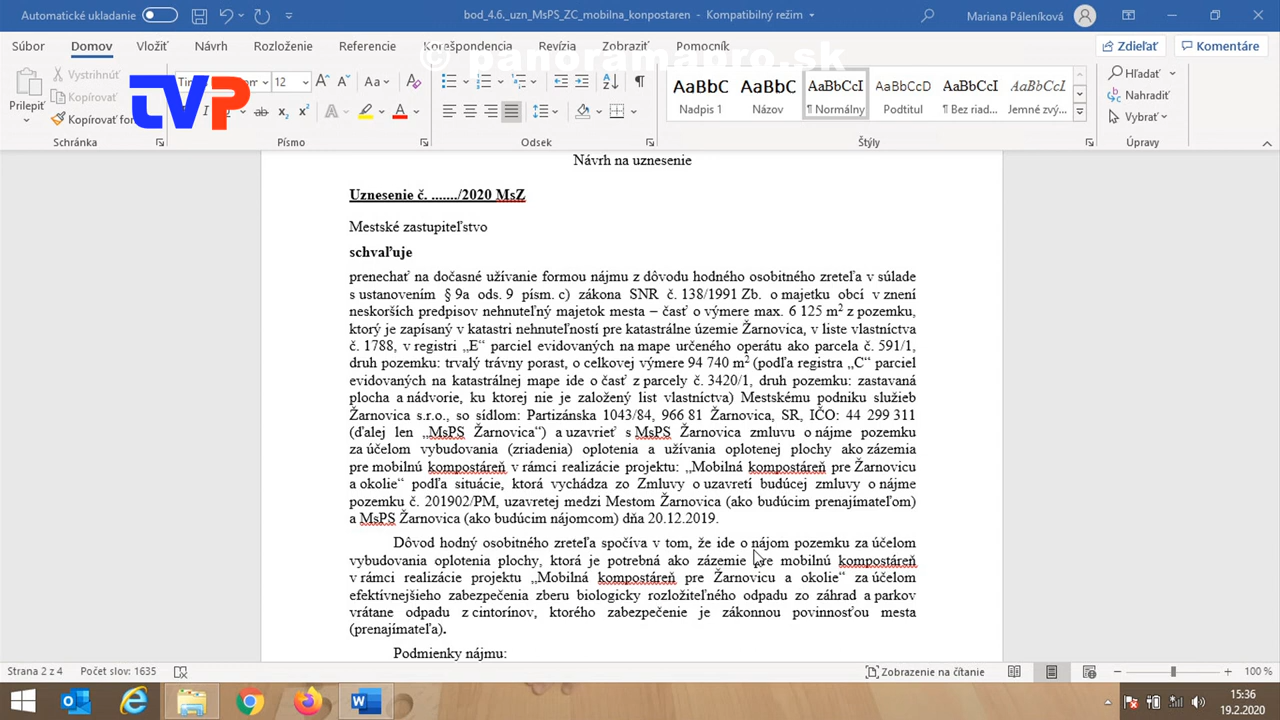 Automatické ukladanie
bod_4.6._uzn_MsPS_ZC_mobilna_konpostaren - Kompatibilný režim
Mariana Páleníková
Súbor Domov Vložiť Návrh Rozloženie Referencie Korešpondencia Revízia Zobraziť Pomocník
Zdieľať Komentáre
© panoramapro.sk
TVP
Prilepiť
Vystrihnúť
Kopírovať
Kopírovať for
12
AaBbC AaBbC AaBbCcI AaBbCcD AaBbCcI AaBbCcI
Nadpis 1 Názov ¶ Normálny Podtitul ¶ Bez riad... Jemné zvý...
Hľadať
Nahradiť
Vybrať
Schránka Písmo Odsek Štýly Úpravy
Návrh na uznesenie
Uznesenie č. ......./2020 MsZ
Mestské zastupiteľstvo
schvaľuje
prenechať na dočasné užívanie formou nájmu z dôvodu hodného osobitného zreteľa v súlade
s ustanovením § 9a ods. 9 písm. c) zákona SNR č. 138/1991 Zb. o majetku obcí v znení
neskorších predpisov nehnuteľný majetok mesta – časť o výmere max. 6 125 m² z pozemku,
ktorý je zapísaný v katastri nehnuteľností pre katastrálne územie Žarnovica, v liste vlastníctva
č. 1788, v registri „E“ parciel evidovaných na mape určeného operátu ako parcela č. 591/1,
druh pozemku: trvalý trávny porast, o celkovej výmere 94 740 m² (podľa registra „C“ parciel
evidovaných na katastrálnej mape ide o časť z parcely č. 3420/1, druh pozemku: zastavaná
plocha a nádvorie, ku ktorej nie je založený list vlastníctva) Mestskému podniku služieb
Žarnovica s.r.o., so sídlom: Partizánska 1043/84, 966 81 Žarnovica, SR, IČO: 44 299 311
(ďalej len „MsPS Žarnovica“) a uzavrieť s MsPS Žarnovica zmluvu o nájme pozemku
za účelom vybudovania (zriadenia) oplotenia a užívania oplotenej plochy ako zázemia
pre mobilnú kompostáreň v rámci realizácie projektu: „Mobilná kompostáreň pre Žarnovicu
a okolie“ podľa situácie, ktorá vychádza zo Zmluvy o uzavretí budúcej zmluvy o nájme
pozemku č. 201902/PM, uzavretej medzi Mestom Žarnovica (ako budúcim prenajímateľom)
a MsPS Žarnovica (ako budúcim nájomcom) dňa 20.12.2019.
Dôvod hodný osobitného zreteľa spočíva v tom, že ide o nájom pozemku za účelom
vybudovania oplotenia plochy, ktorá je potrebná ako zázemie pre mobilnú kompostáreň
v rámci realizácie projektu „Mobilná kompostáreň pre Žarnovicu a okolie“ za účelom
efektívnejšieho zabezpečenia zberu biologicky rozložiteľného odpadu zo záhrad a parkov
vrátane odpadu z cintorínov, ktorého zabezpečenie je zákonnou povinnosťou mesta
(prenajímateľa).
Podmienky nájmu:
Strana 2 z 4 Počet slov: 1635 Zobrazenie na čítanie 100 %
15:36
19.2.2020